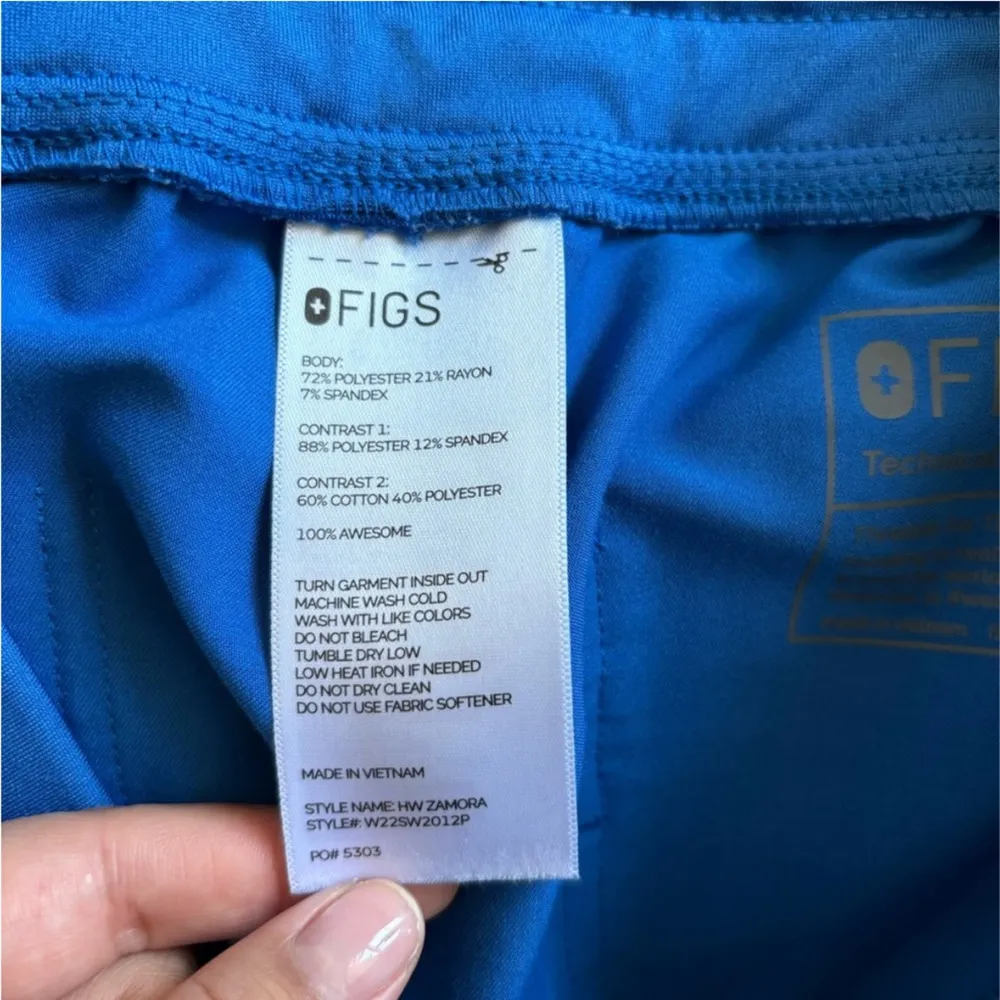 FIGS
BODY:
72% POLYESTER 21% RAYON
7% SPANDEX
CONTRAST 1:
88% POLYESTER 12% SPANDEX
CONTRAST 2:
60% COTTON 40% POLYESTER
100% AWESOME
TURN GARMENT INSIDE OUT
MACHINE WASH COLD
WASH WITH LIKE COLORS
DO NOT BLEACH
TUMBLE DRY LOW
LOW HEAT IRON IF NEEDED
DO NOT DRY CLEAN
DO NOT USE FABRIC SOFTENER
MADE IN VIETNAM
STYLE NAME: HW ZAMORA
STYLE#: W22SW2012P
PO# 5303